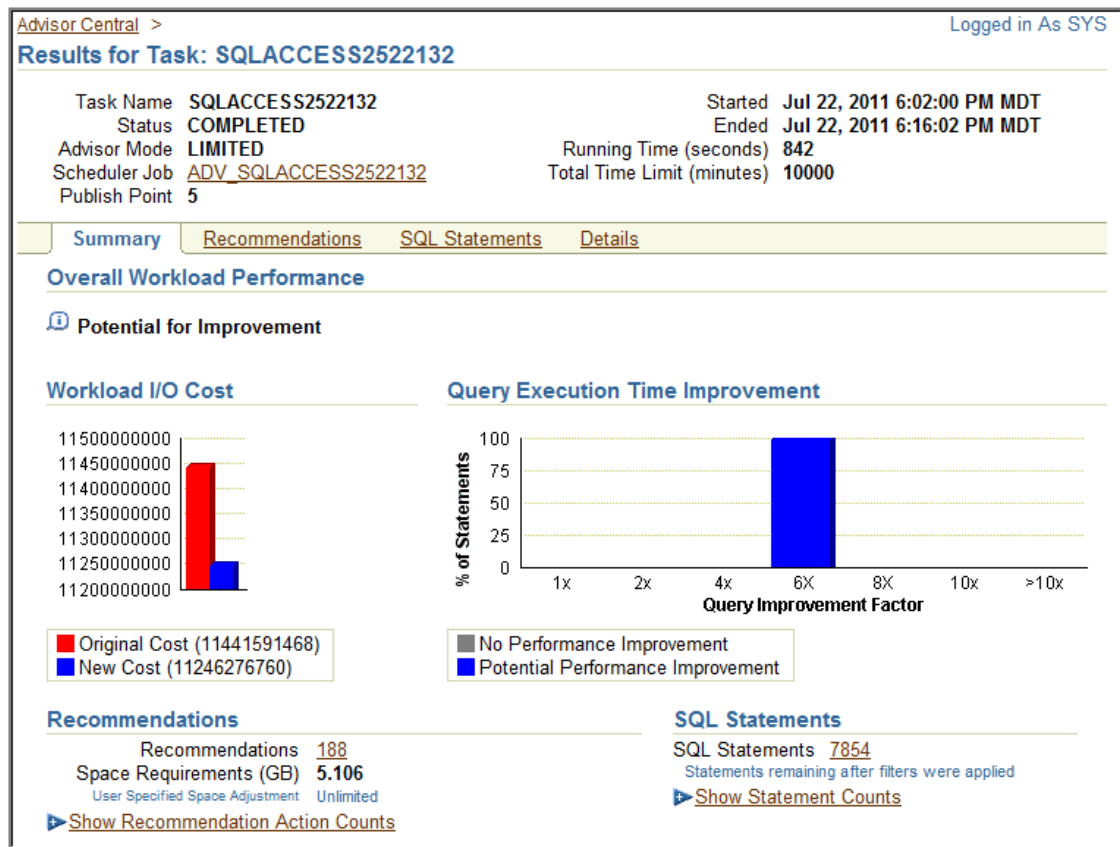 Advisor Central >
Logged in As SYS
Results for Task: SQLACCESS2522132
Task Name SQLACCESS2522132
Status COMPLETED
Advisor Mode LIMITED
Scheduler Job ADV_SQLACCESS2522132
Publish Point 5
Started Jul 22, 2011 6:02:00 PM MDT
Ended Jul 22, 2011 6:16:02 PM MDT
Running Time (seconds) 842
Total Time Limit (minutes) 10000
Summary Recommendations SQL Statements Details
Overall Workload Performance
Potential for Improvement
Workload I/O Cost
11500000000
11450000000
11400000000
11350000000
11300000000
11250000000
11200000000
Original Cost (11441591468)
New Cost (11246276760)
Query Execution Time Improvement
% of Statements
100
75
50
25
0
1x 2x 4x 6X 8X 10x >10x
Query Improvement Factor
No Performance Improvement
Potential Performance Improvement
Recommendations
Recommendations 188
Space Requirements (GB) 5.106
User Specified Space Adjustment Unlimited
Show Recommendation Action Counts
SQL Statements
SQL Statements 7854
Statements remaining after filters were applied
Show Statement Counts